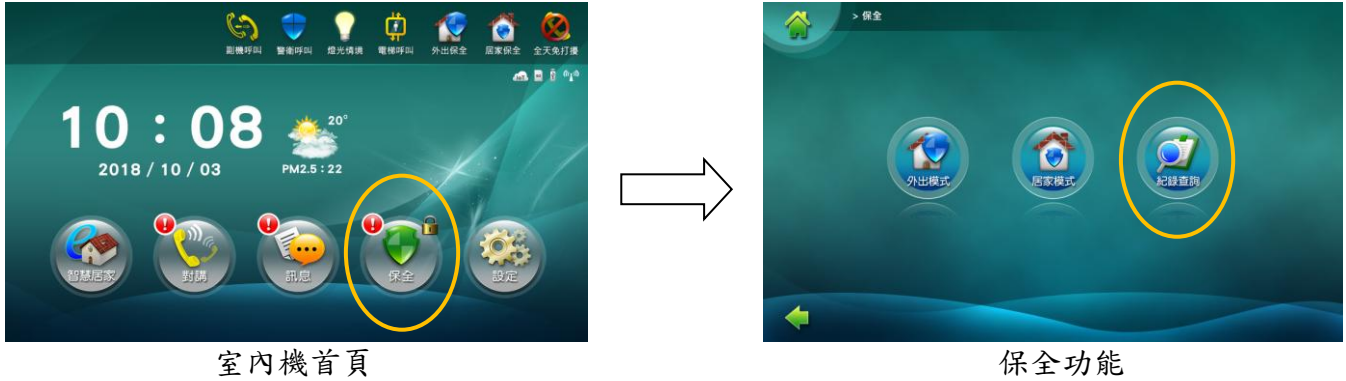 副機呼叫 警衛呼叫 燈光情境 電梯呼叫 外出保全 居家保全 全天免打擾
10:08
20°
2018 / 10 / 03
PM2.5:22
智慧居家 對講 訊息 保全 設定
室內機首頁
> 保全
外出模式 居家模式 紀錄查詢
保全功能